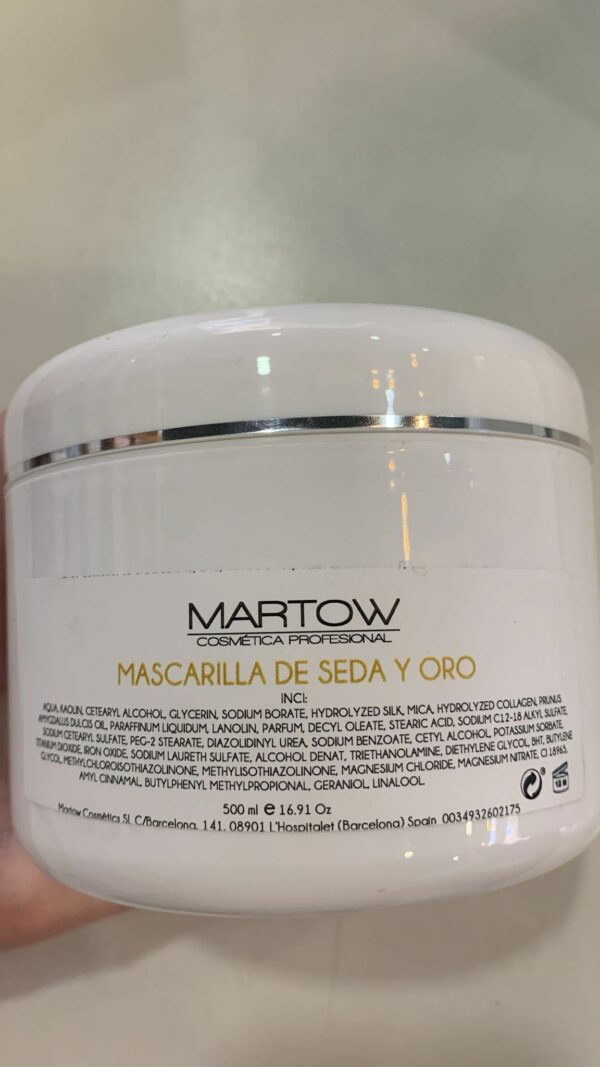 MARTOW
COSMÉTICA PROFESIONAL
MASCARILLA DE SEDA Y ORO
INCI:
AQUA, KAOLIN, CETEARYL ALCOHOL, GLYCERIN, SODIUM BORATE, HYDROLYZED SILK, MICA, HYDROLYZED COLLAGEN, PRUNUS
AMYGDALUS DULCIS OIL, PARAFFINUM LIQUIDUM, LANOLIN, PARFUM, DECYL OLEATE, STEARIC ACID, SODIUM C12-18 ALKYL SULFATE,
SODIUM CETEARYL SULFATE, PEG-2 STEARATE, DIAZOLIDINYL UREA, SODIUM BENZOATE, CETYL ALCOHOL POTASSIUM SORBATE,
TITANIUM DIOXIDE, IRON OXIDE, SODIUM LAURETH SULFATE, ALCOHOL DENAT, TRIETHANOLAMINE, DIETHYLENE GLYCOL, BHT, BUTYLENE
GLYCOL, METHYLCHLOROISOTHIAZOLINONE, METHYLISOTHIAZOLINONE, MAGNESIUM CHLORIDE, MAGNESIUM NITRATE, CI 18965,
AMYL CINNAMAL, BUTYLPHENYL METHYLPROPIONAL, GERANIOL, LINALOOL.
500 ml e 16.91 Oz
12 M
Martow Cosmétics SL C/Barcelona, 141, 08901 L'Hospitalet (Barcelona) Spain 0034932602175